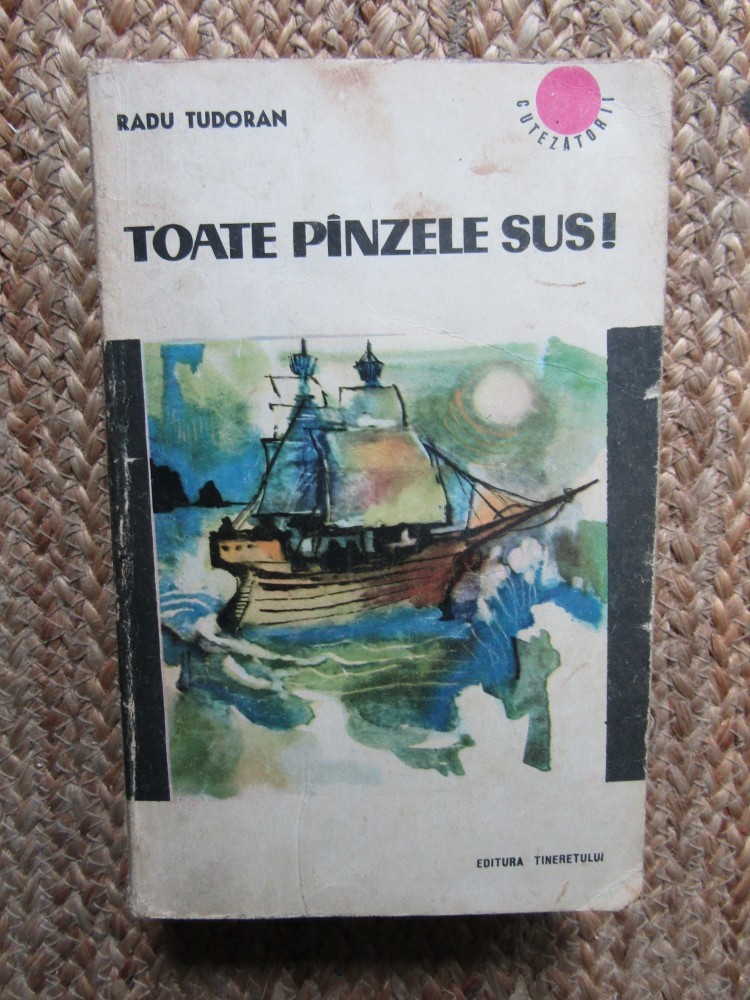 RADU TUDORAN
CUTEZĂTORII
TOATE PÎNZELE SUS!
EDITURA TINERETULUI